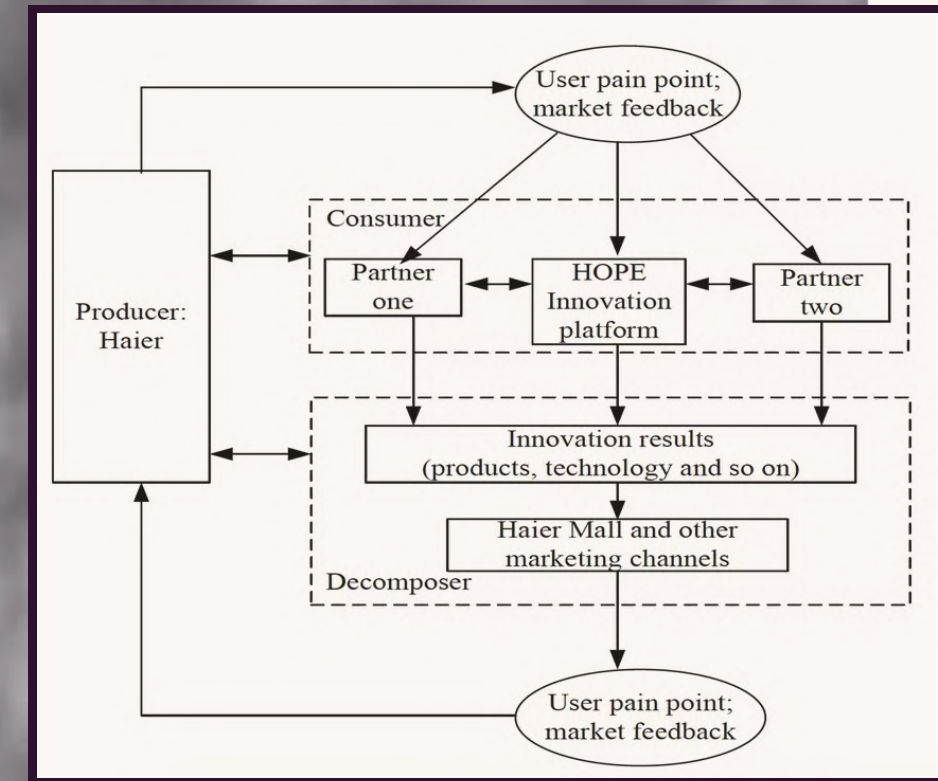 User pain point;
market feedback
Consumer
Partner
one
HOPE
Innovation
platform
Partner
two
Producer:
Haier
Innovation results
(products, technology and so on)
Haier Mall and other
marketing channels
Decomposer
User pain point;
market feedback